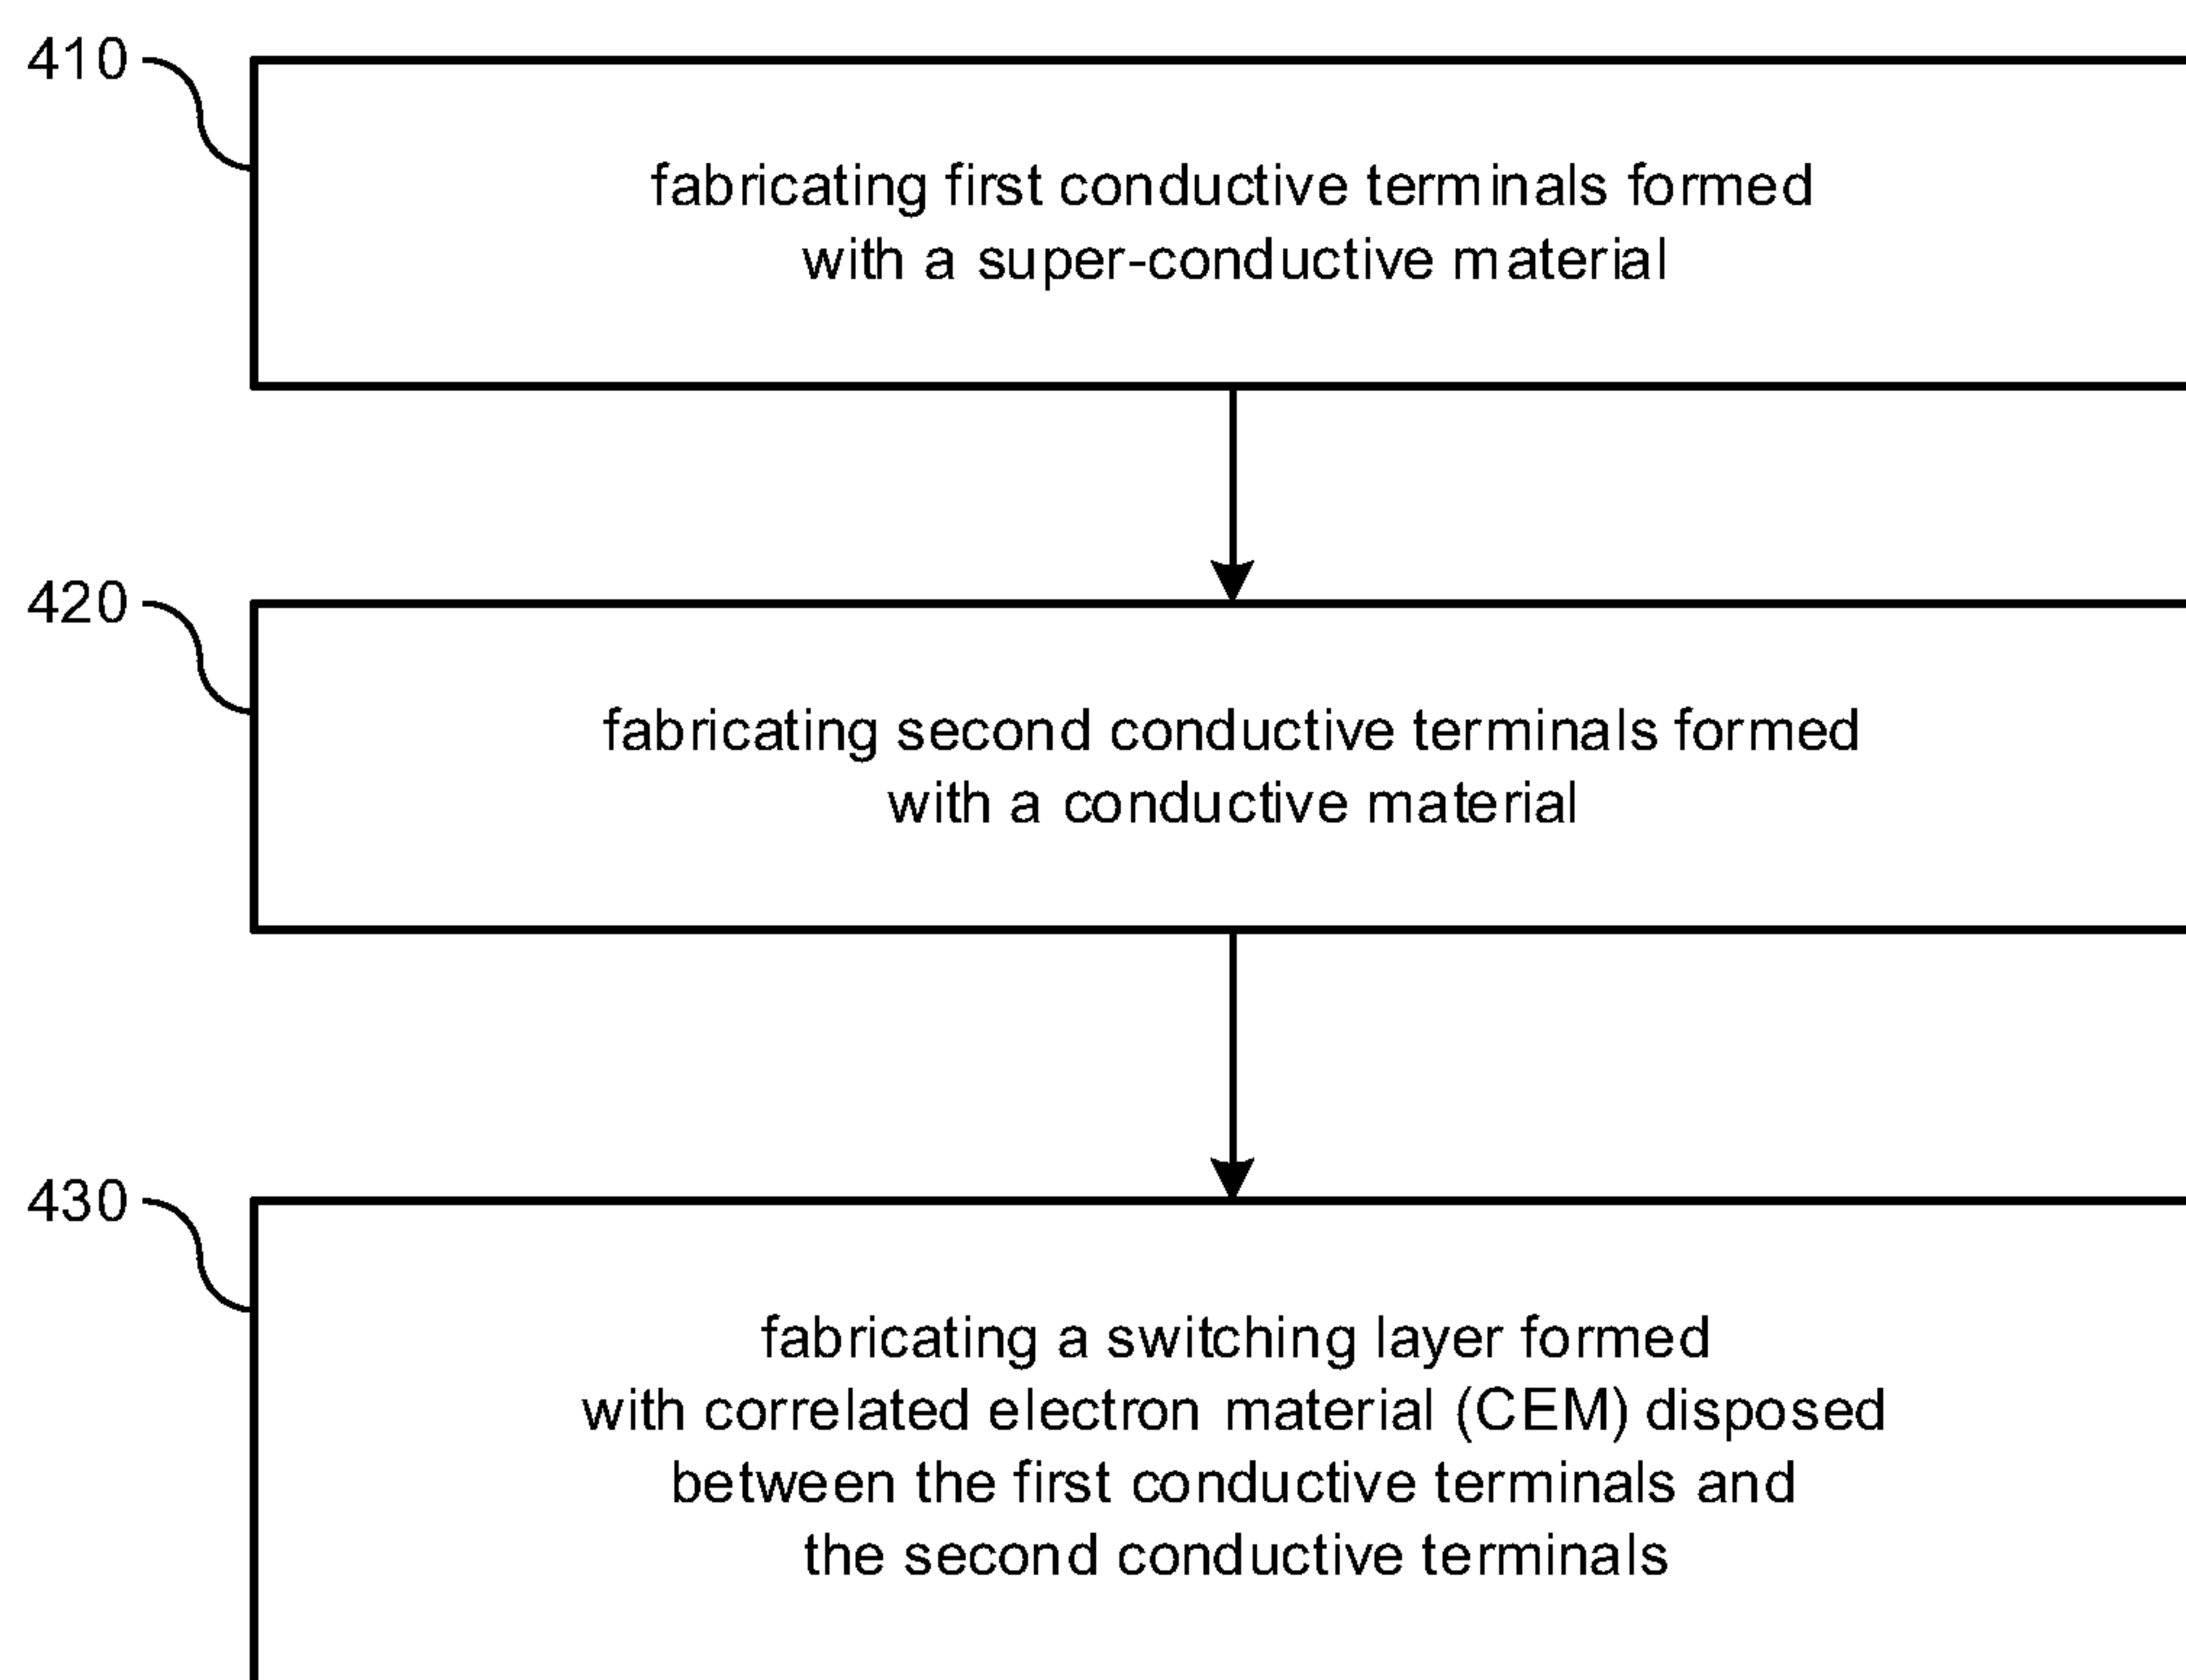 410
fabricating first conductive terminals formed
with a super-conductive material
420
fabricating second conductive terminals formed
with a conductive material
430
fabricating a switching layer formed
with correlated electron material (CEM) disposed
between the first conductive terminals and
the second conductive terminals